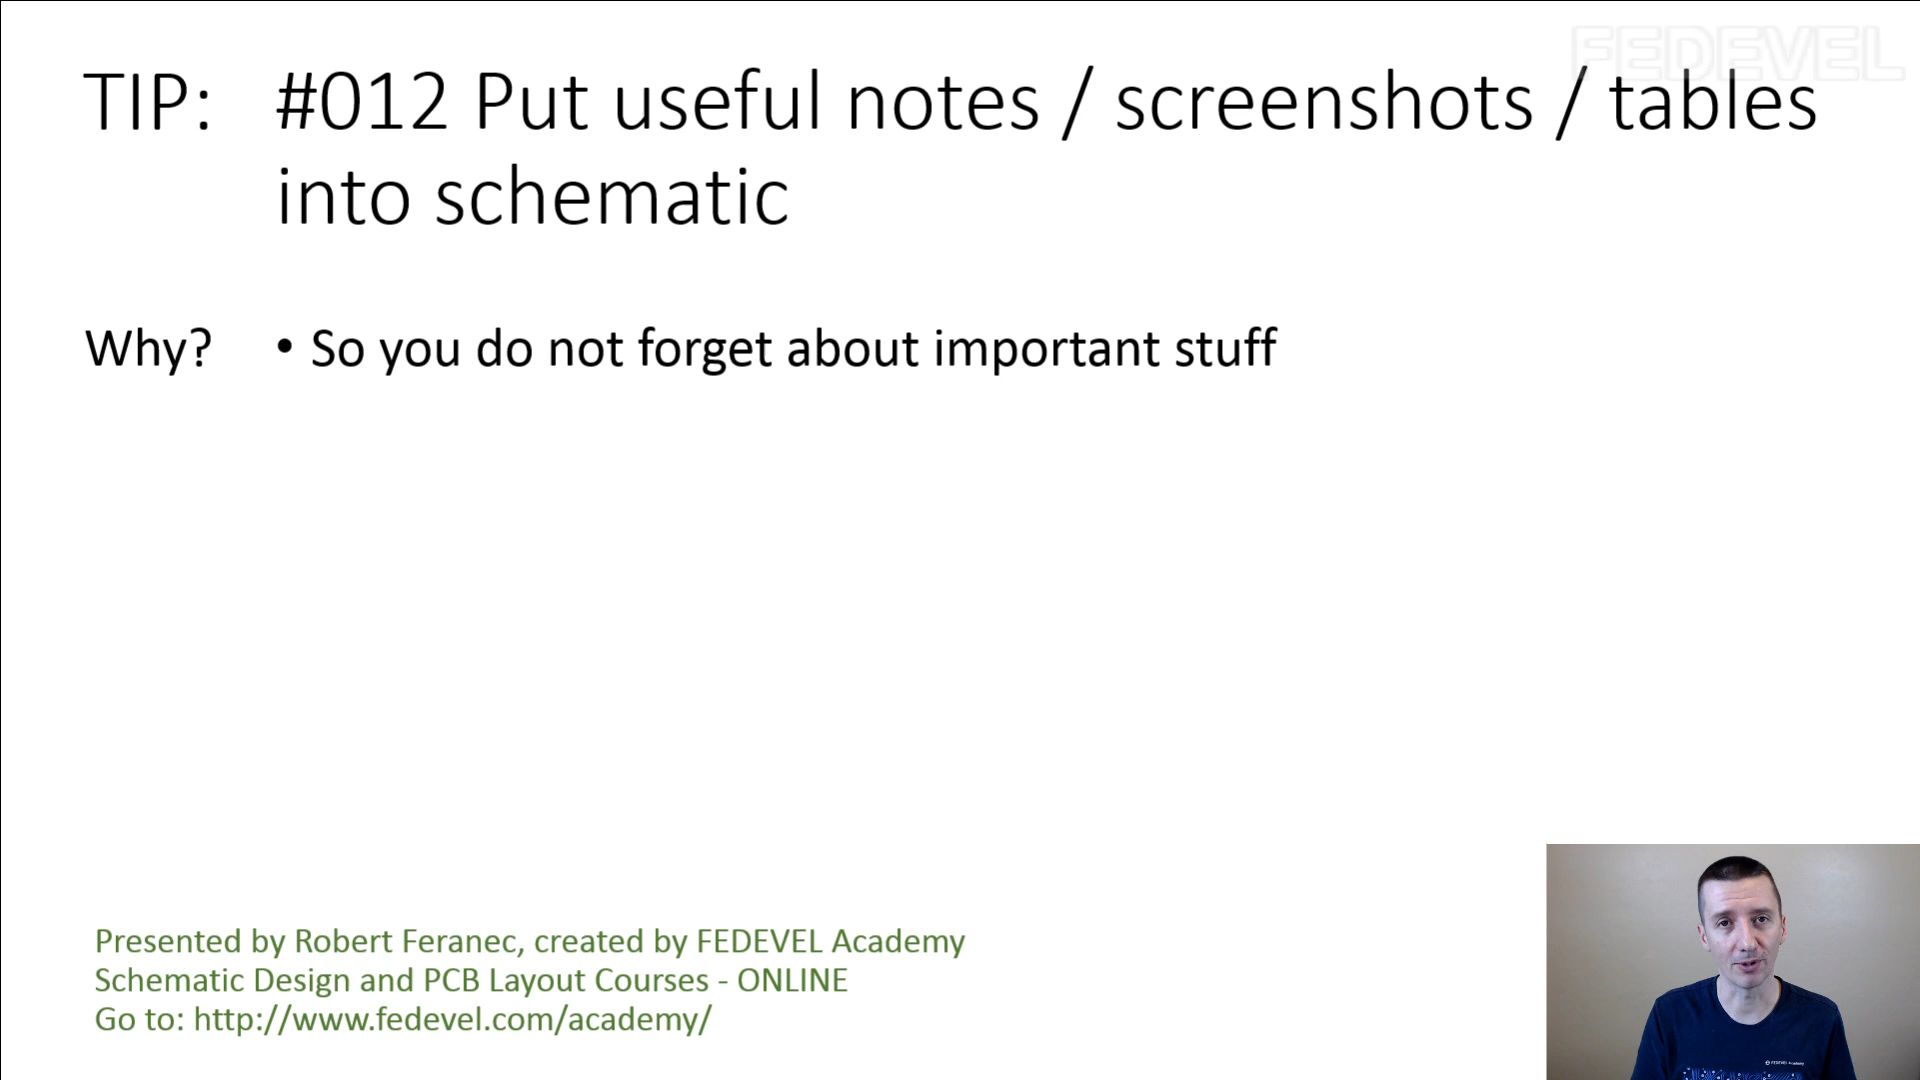 FEDEVEL
TIP: #012 Put useful notes / screenshots / tables
into schematic
Why? • So you do not forget about important stuff
Presented by Robert Feranec, created by FEDEVEL Academy
Schematic Design and PCB Layout Courses - ONLINE
Go to: http://www.fedevel.com/academy/
FEDEVEL Academy